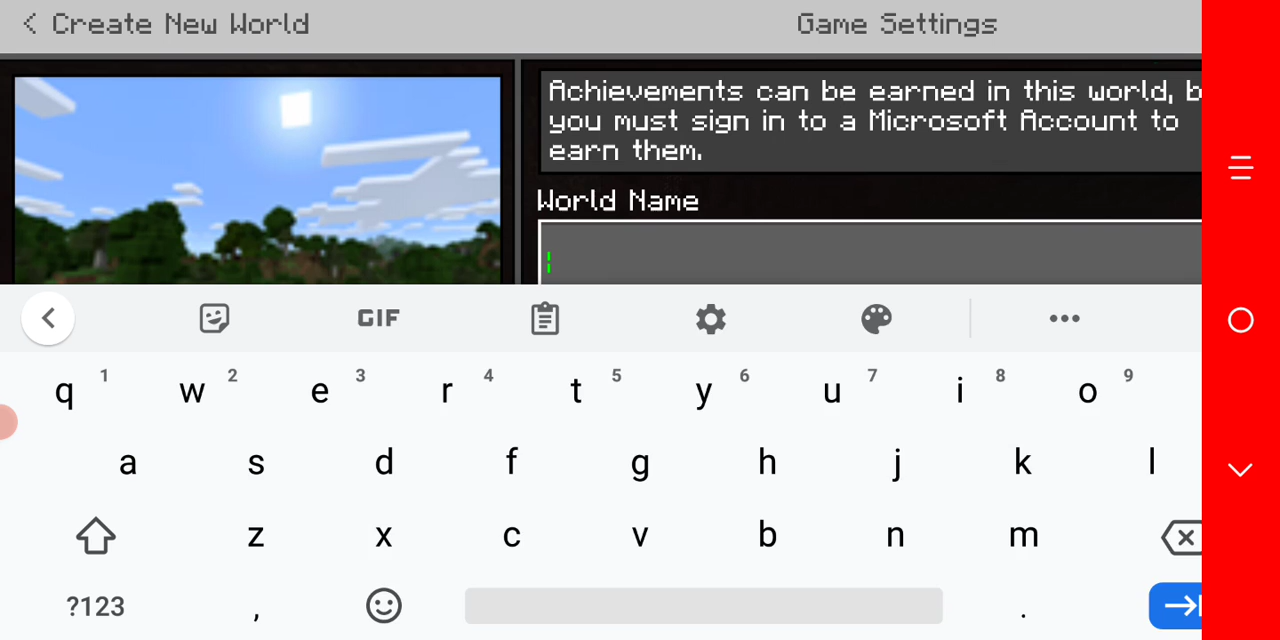 < Create New World
Game Settings
Achievements can be earned in this world, b
you must sign in to a Microsoft Account to
earn them.
World Name
GIF
q 1 w 2 e 3 r 4 t 5 y 6 u 7 i 8 o 9
a s d f g h j k l
z x c v b n m
?123 , .